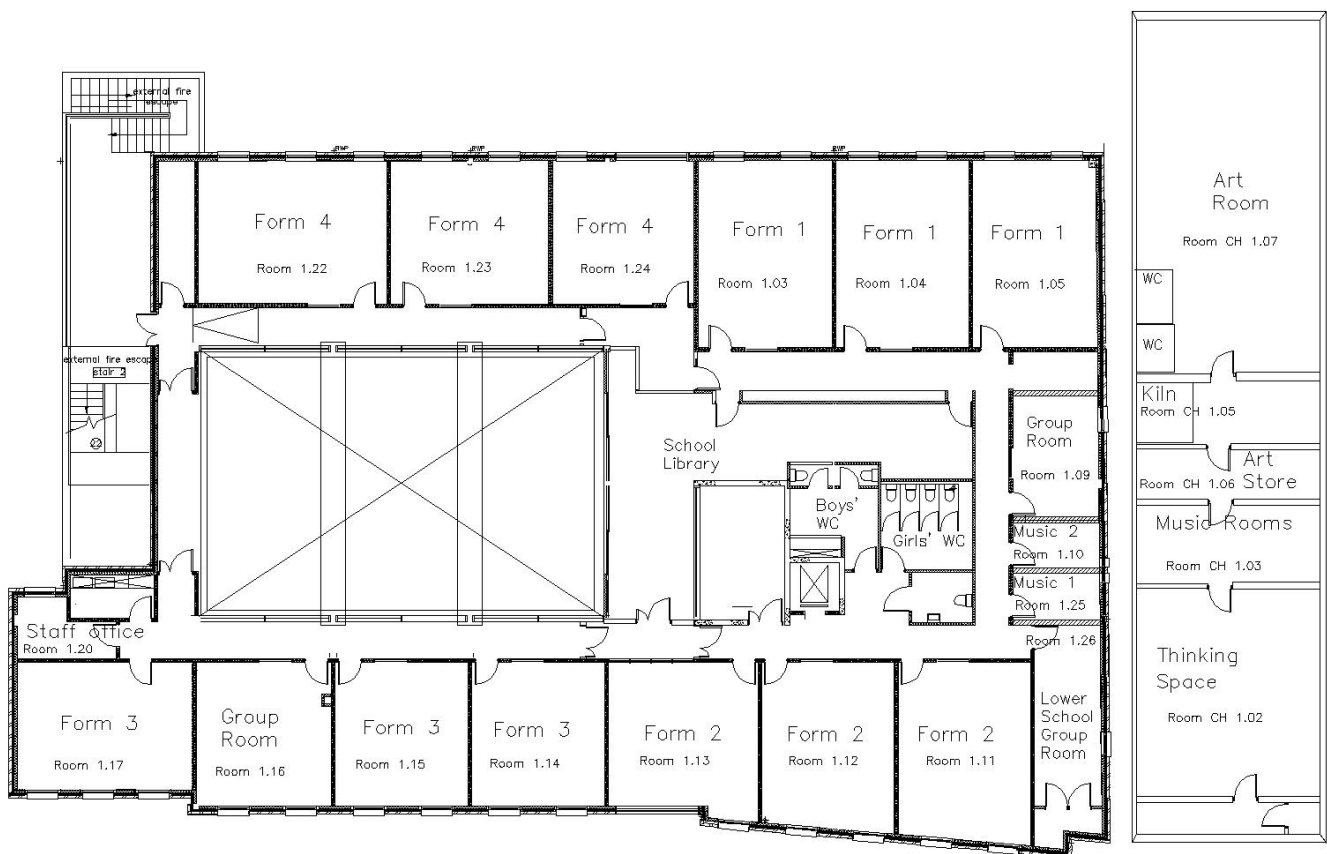 external fire
escape
RWP
RWP
RWP
Form 4
Room 1.22
Form 4
Room 1.23
Form 4
Room 1.24
Form 1
Room 1.03
Form 1
Room 1.04
Form 1
Room 1.05
external fire escape
stair 2
School
Library
Boys'
WC
Girls' WC
Group
Room
Room 1.09
Music 2
Room 1.10
Music 1
Room 1.25
Room 1.26
Lower
School
Group
Room
Staff office
Room 1.20
Form 3
Room 1.17
Group
Room
Room 1.16
Form 3
Room 1.15
Form 3
Room 1.14
Form 2
Room 1.13
Form 2
Room 1.12
Form 2
Room 1.11
Art
Room
Room CH 1.07
WC
WC
Kiln
Room CH 1.05
Art
Store
Room CH 1.06
Music Rooms
Room CH 1.03
Thinking
Space
Room CH 1.02